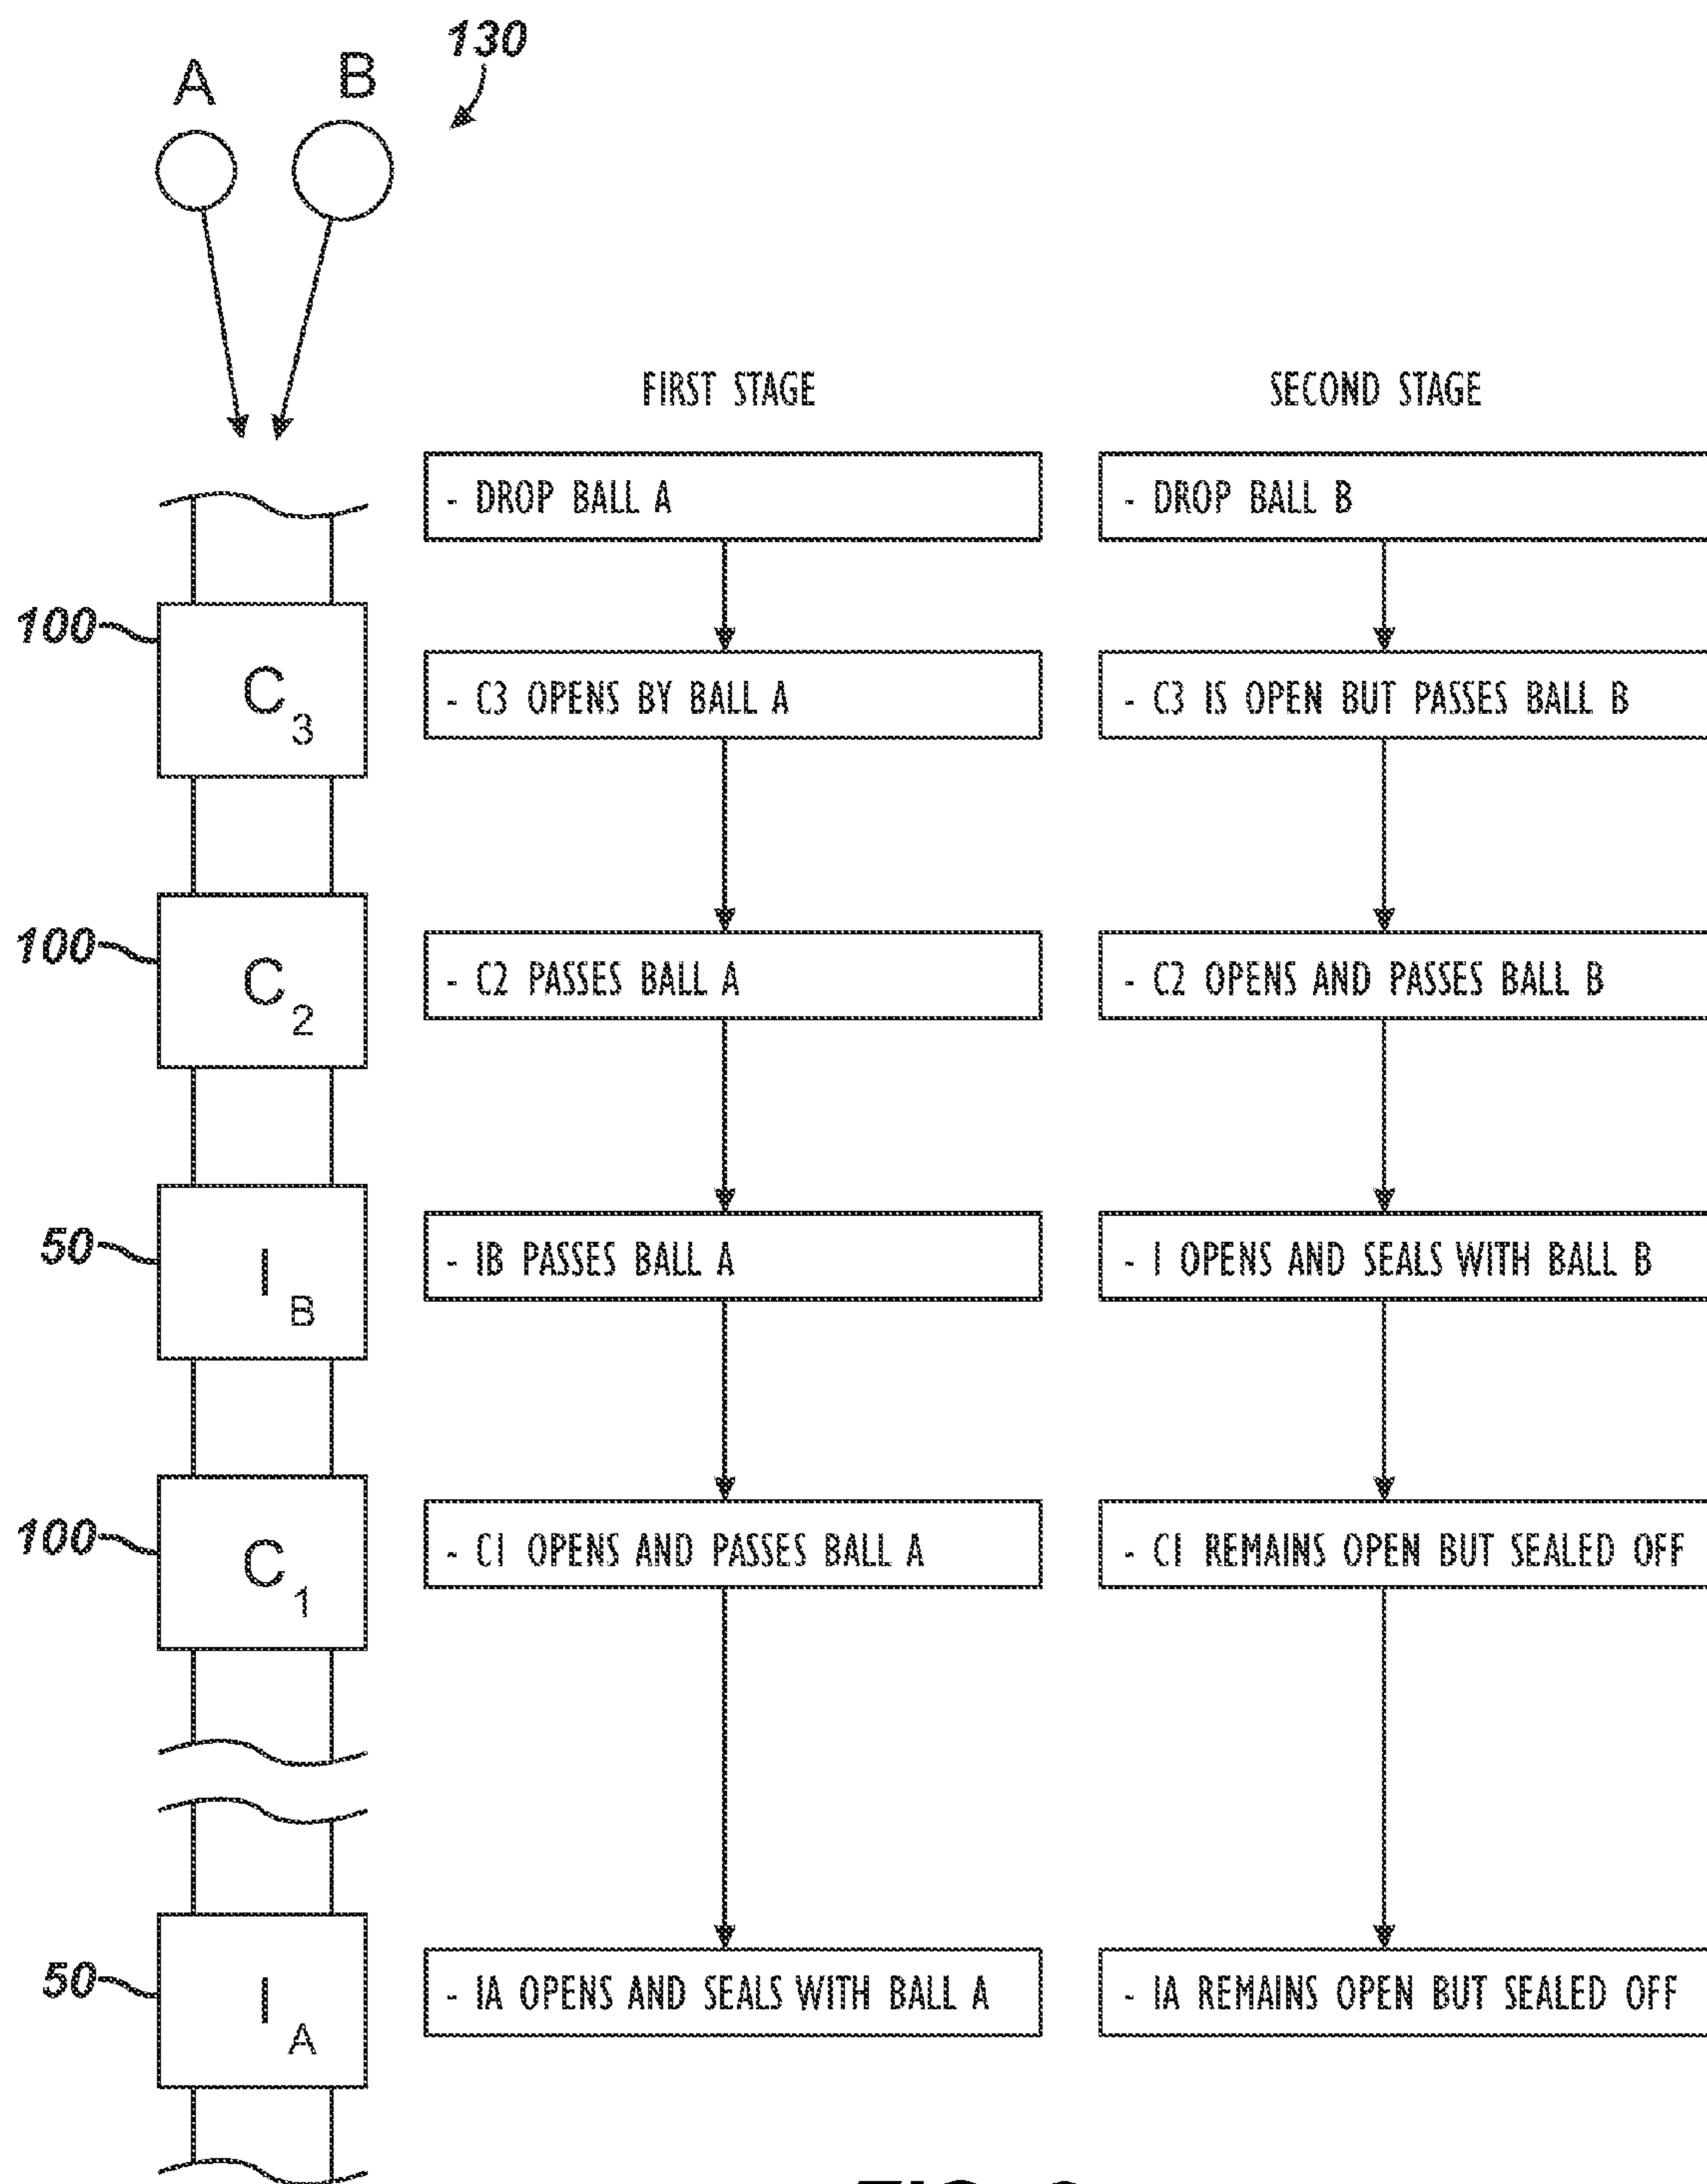 130
A B
FIRST STAGE SECOND STAGE
- DROP BALL A - DROP BALL B
100
C3
- C3 OPENS BY BALL A - C3 IS OPEN BUT PASSES BALL B
100
C2
- C2 PASSES BALL A - C2 OPENS AND PASSES BALL B
50
IB
- IB PASSES BALL A - I OPENS AND SEALS WITH BALL B
100
C1
- C1 OPENS AND PASSES BALL A - C1 REMAINS OPEN BUT SEALED OFF
50
IA
- IA OPENS AND SEALS WITH BALL A - IA REMAINS OPEN BUT SEALED OFF